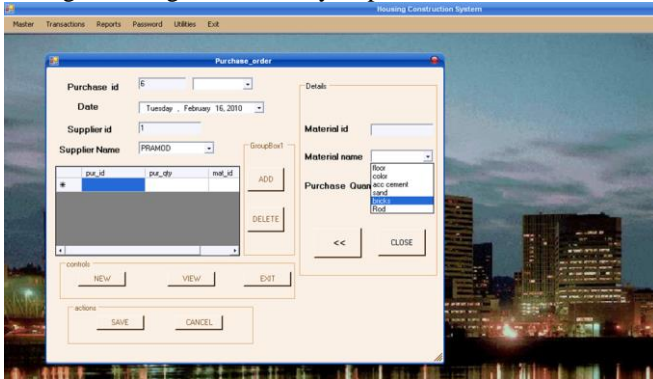 Housing Construction System
Master Transactions Reports Password Utilities Exit
Purchase_order
Purchase id 6
Date Tuesday , February 16, 2010
Supplier id 1
Supplier Name PRAMOD
pur_id pur_qty mat_id
GroupBox1
ADD
DELETE
controls
NEW VIEW EXIT
actions
SAVE CANCEL
Details
Material id
Material name
floor
color
acc cement
sand
bricks
Rod
Purchase Quan
<< CLOSE